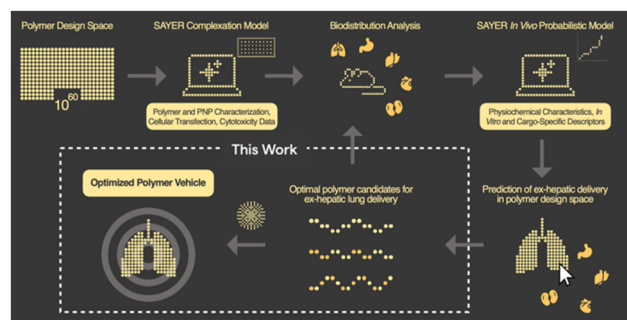 Polymer Design Space
SAYER Complexation Model
Biodistribution Analysis
SAYER In Vivo Probabilistic Model
10^60
Polymer and PNP Characterization,
Cellular Transfection, Cytotoxicity Data
Physiochemical Characteristics, In
Vitro and Cargo-Specific Descriptors
This Work
Optimized Polymer Vehicle
Optimal polymer candidates for
ex-hepatic lung delivery
Prediction of ex-hepatic delivery
in polymer design space